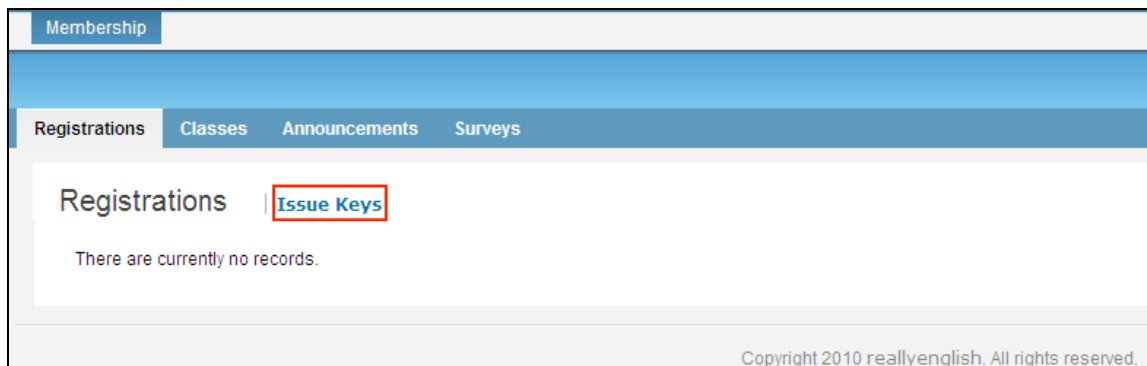 Membership
Registrations Classes Announcements Surveys
Registrations | Issue Keys
There are currently no records.
Copyright 2010 reallyenglish. All rights reserved.